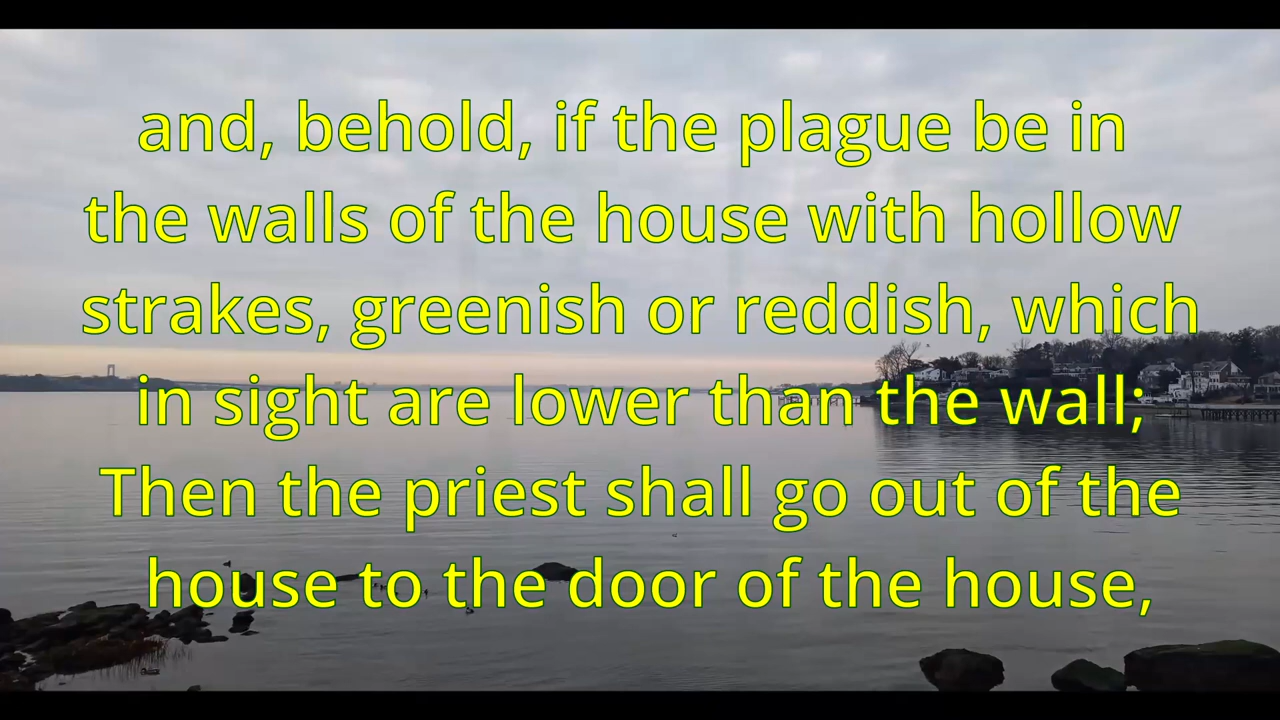 and, behold, if the plague be in
the walls of the house with hollow
strakes, greenish or reddish, which
in sight are lower than the wall;
Then the priest shall go out of the
house to the door of the house,